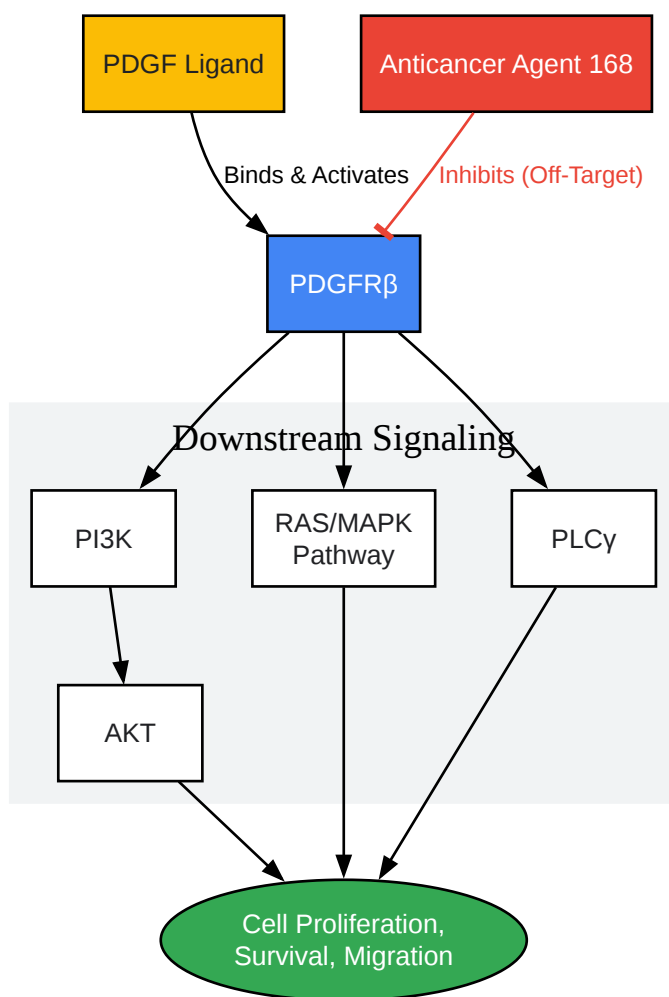 PDGF Ligand
Anticancer Agent 168
Binds & Activates
Inhibits (Off-Target)
PDGFRβ
Downstream Signaling
PI3K
RAS/MAPK
Pathway
PLCγ
AKT
Cell Proliferation,
Survival, Migration